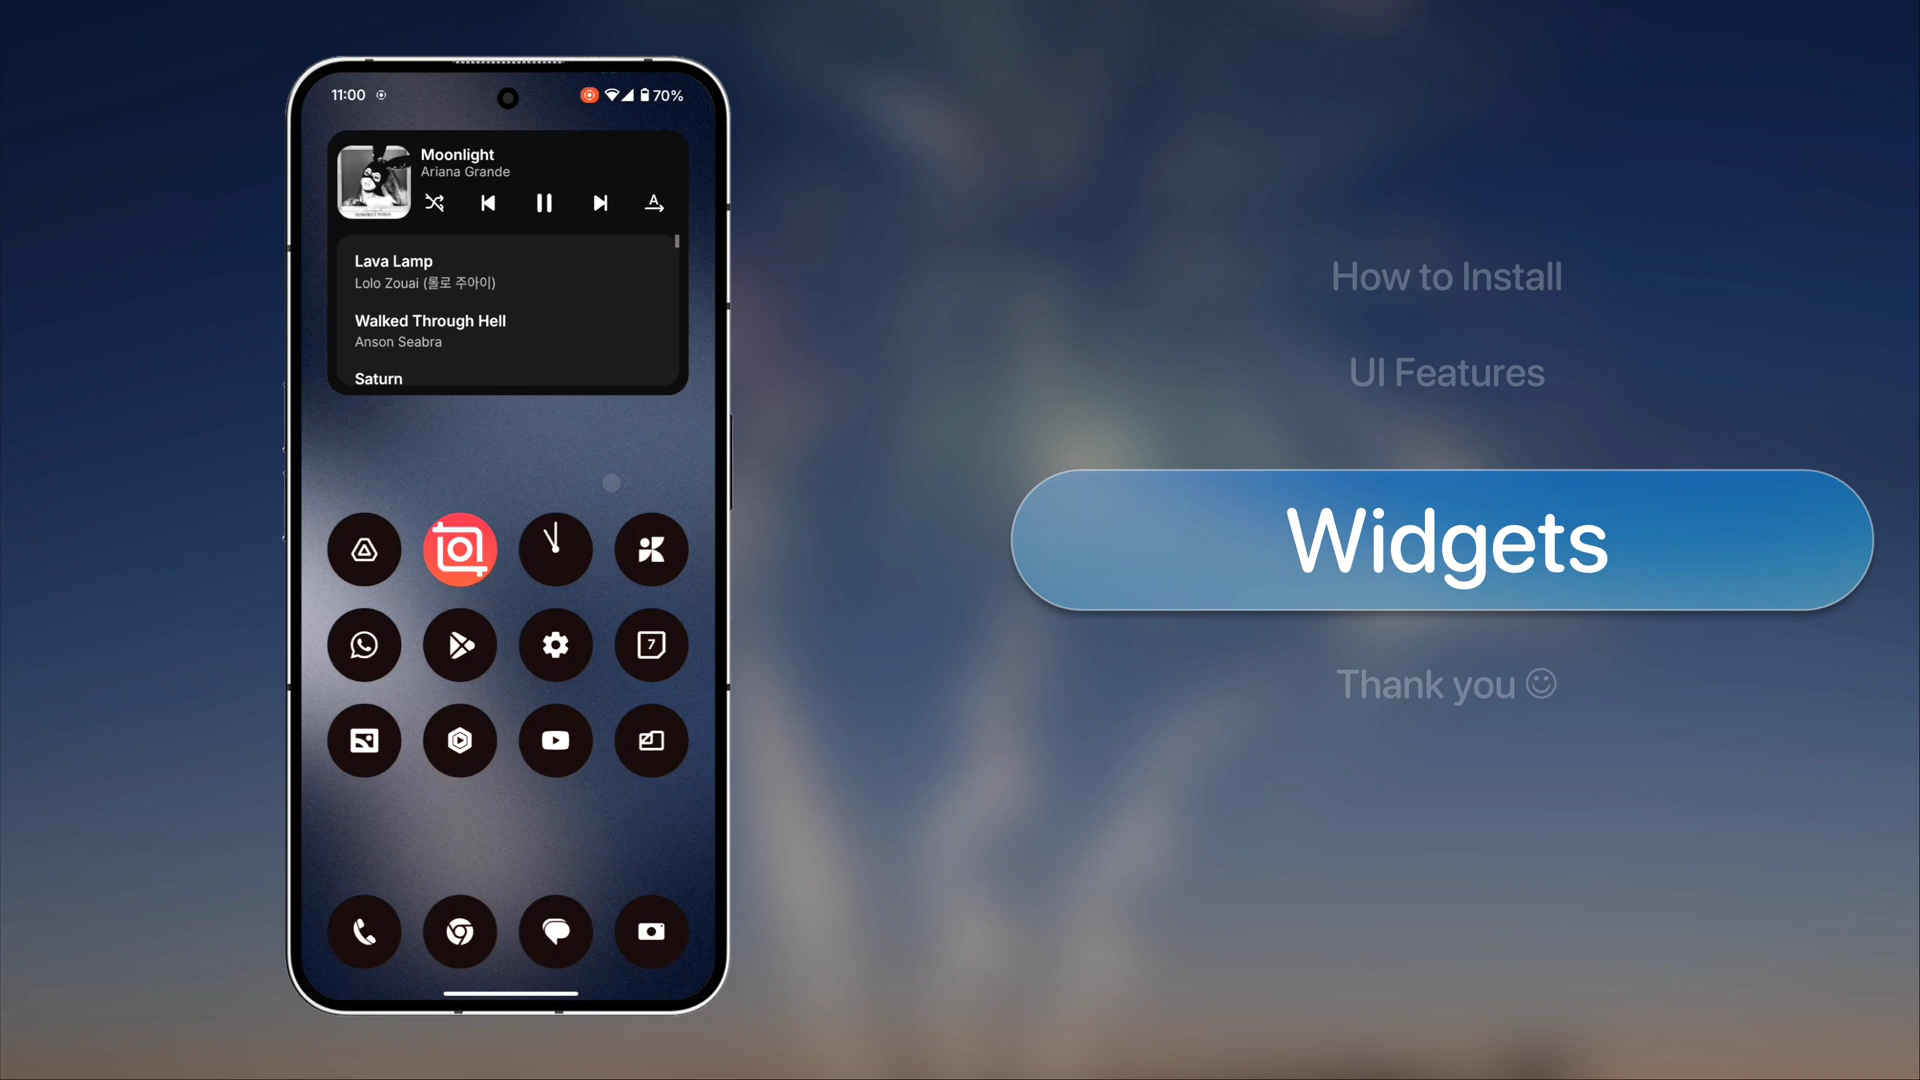 11:00
70%
Moonlight
Ariana Grande
A
Lava Lamp
Lolo Zouai (롤로 주아이)
Walked Through Hell
Anson Seabra
Saturn
7
How to Install
UI Features
Widgets
Thank you ☺